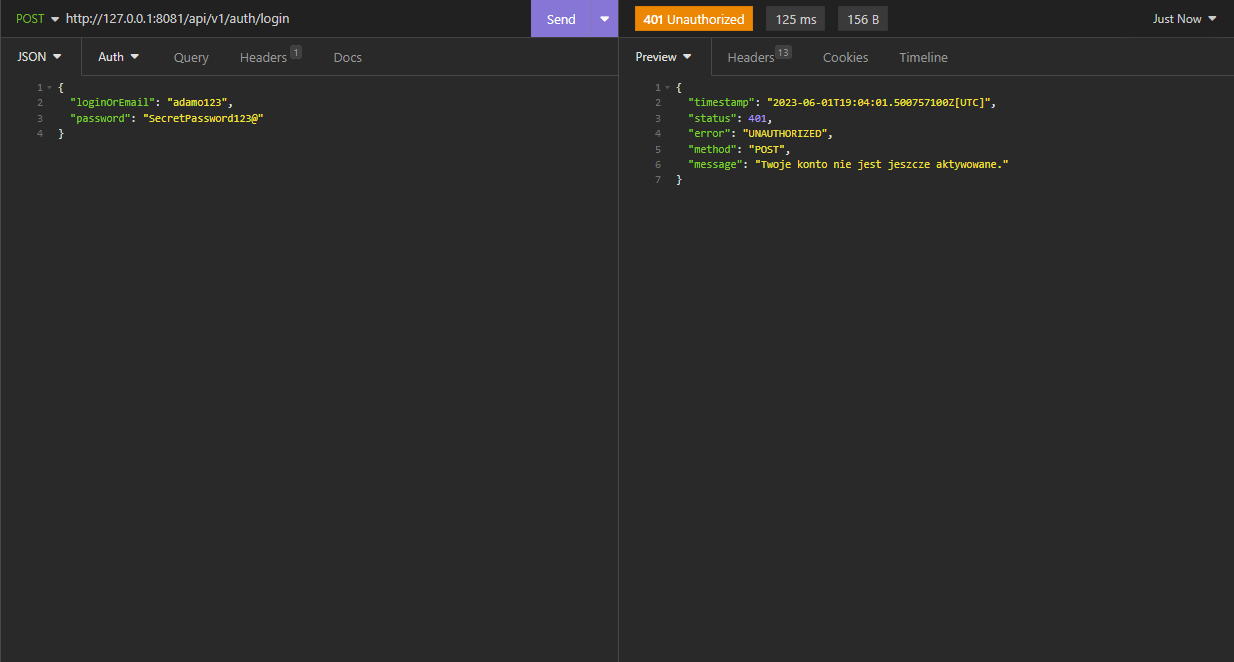 POST http://127.0.0.1:8081/api/v1/auth/login Send 401 Unauthorized 125 ms 156 B Just Now
JSON Auth Query Headers 1 Docs Preview Headers 13 Cookies Timeline
1 {
2 "loginOrEmail": "adamo123",
3 "password": "SecretPassword123@"
4 }
1 {
2 "timestamp": "2023-06-01T19:04:01.500757100Z[UTC]",
3 "status": 401,
4 "error": "UNAUTHORIZED",
5 "method": "POST",
6 "message": "Twoje konto nie jest jeszcze aktywowane."
7 }